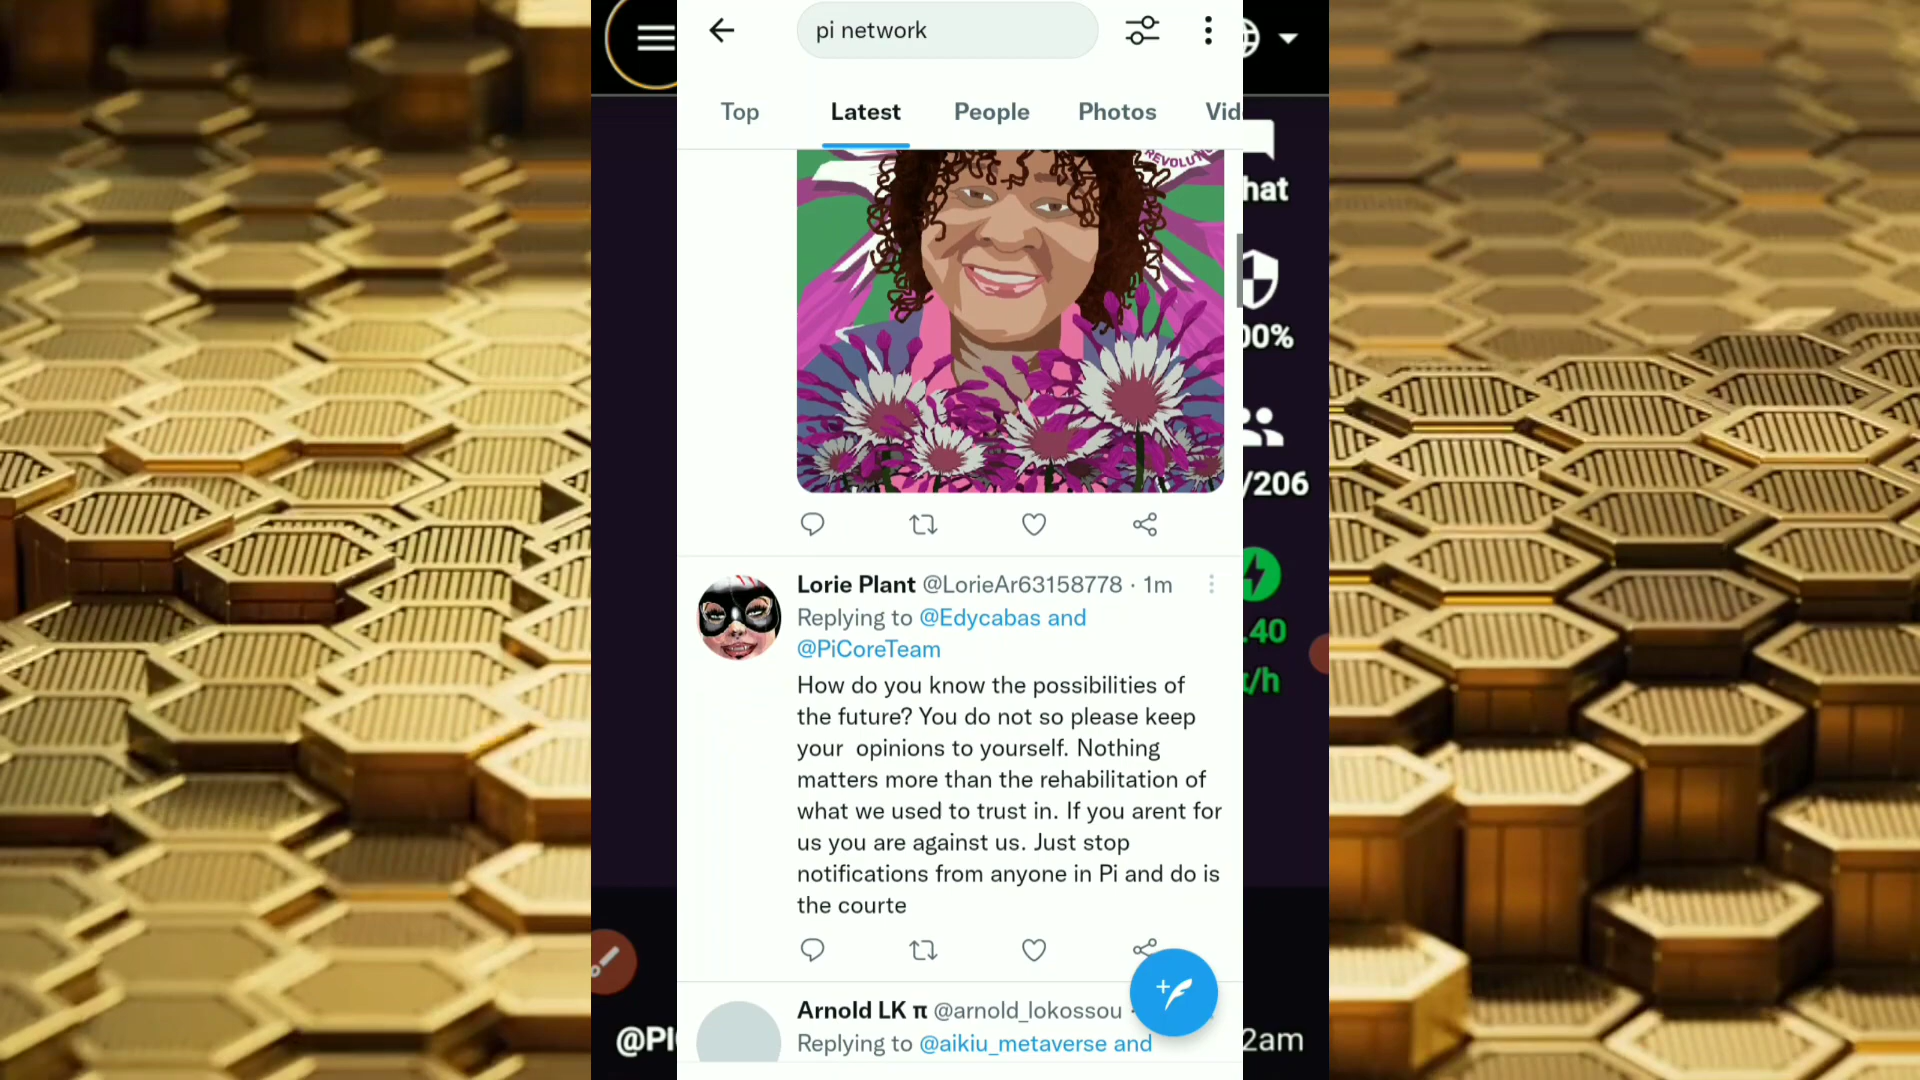 pi network
Top
Latest
People
Photos
Vid
REVOLUTIO
hat
00%
/206
.40
/h
Lorie Plant @LorieAr63158778 · 1m
Replying to @Edycabas and
@PiCoreTeam
How do you know the possibilities of
the future? You do not so please keep
your opinions to yourself. Nothing
matters more than the rehabilitation of
what we used to trust in. If you arent for
us you are against us. Just stop
notifications from anyone in Pi and do is
the courte
Arnold LK π @arnold_lokossou ·
Replying to @aikiu_metaverse and
@PI
2am